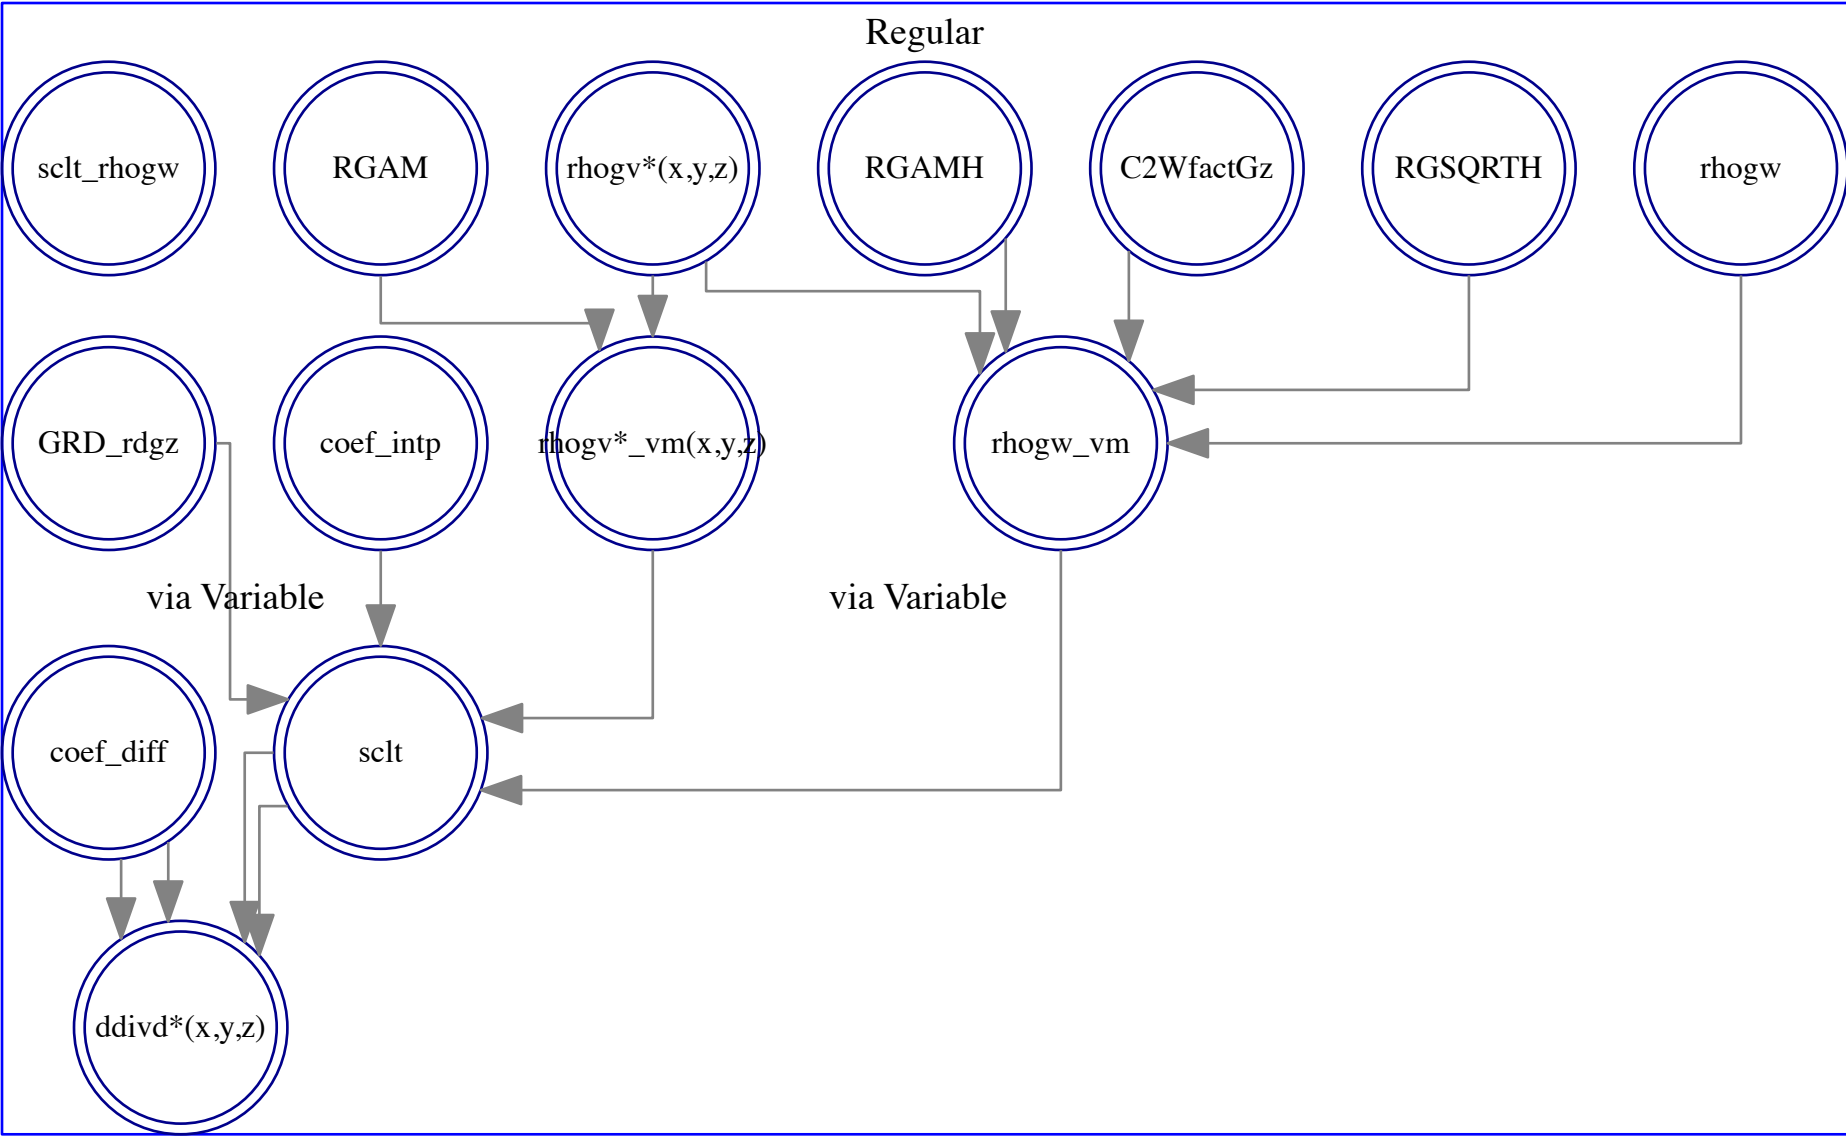 Regular
sclt_rhogw
RGAM
rhogv*(x,y,z)
RGAMH
C2WfactGz
RGSQRTH
rhogw
GRD_rdgz
coef_intp
rhogv*_vm(x,y,z)
rhogw_vm
via Variable
via Variable
coef_diff
sclt
ddivd*(x,y,z)